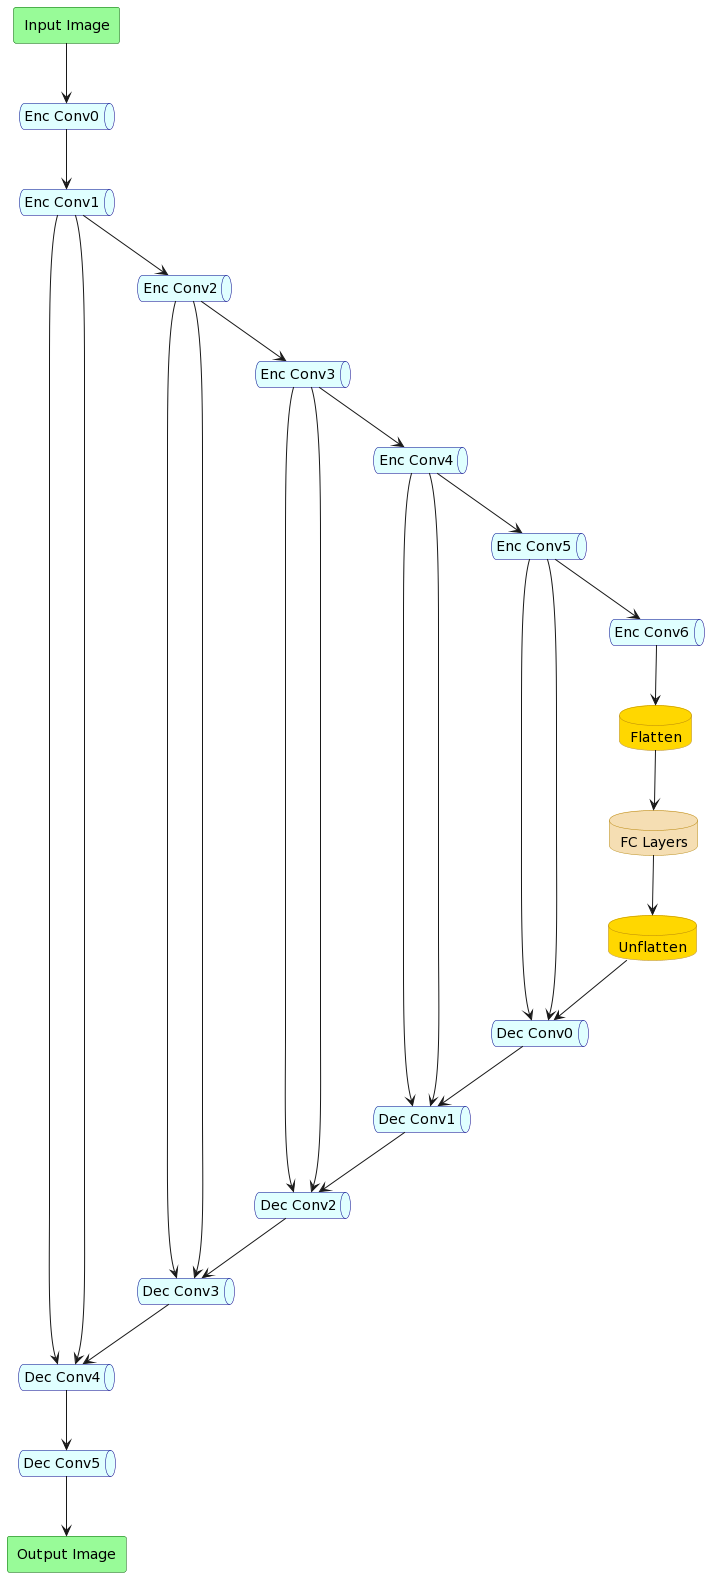 Input Image
Enc Conv0
Enc Conv1
Enc Conv2
Enc Conv3
Enc Conv4
Enc Conv5
Enc Conv6
Flatten
FC Layers
Unflatten
Dec Conv0
Dec Conv1
Dec Conv2
Dec Conv3
Dec Conv4
Dec Conv5
Output Image